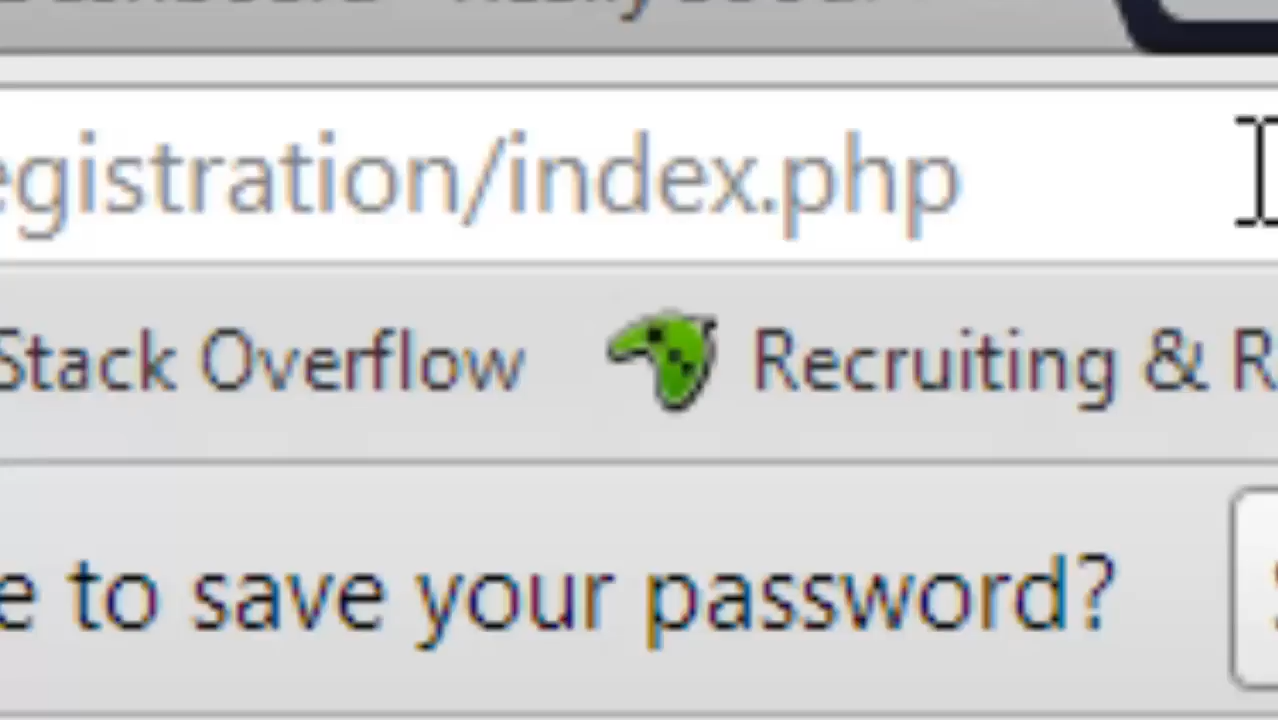 egistration/index.php
Stack Overflow Recruiting & R
e to save your password?